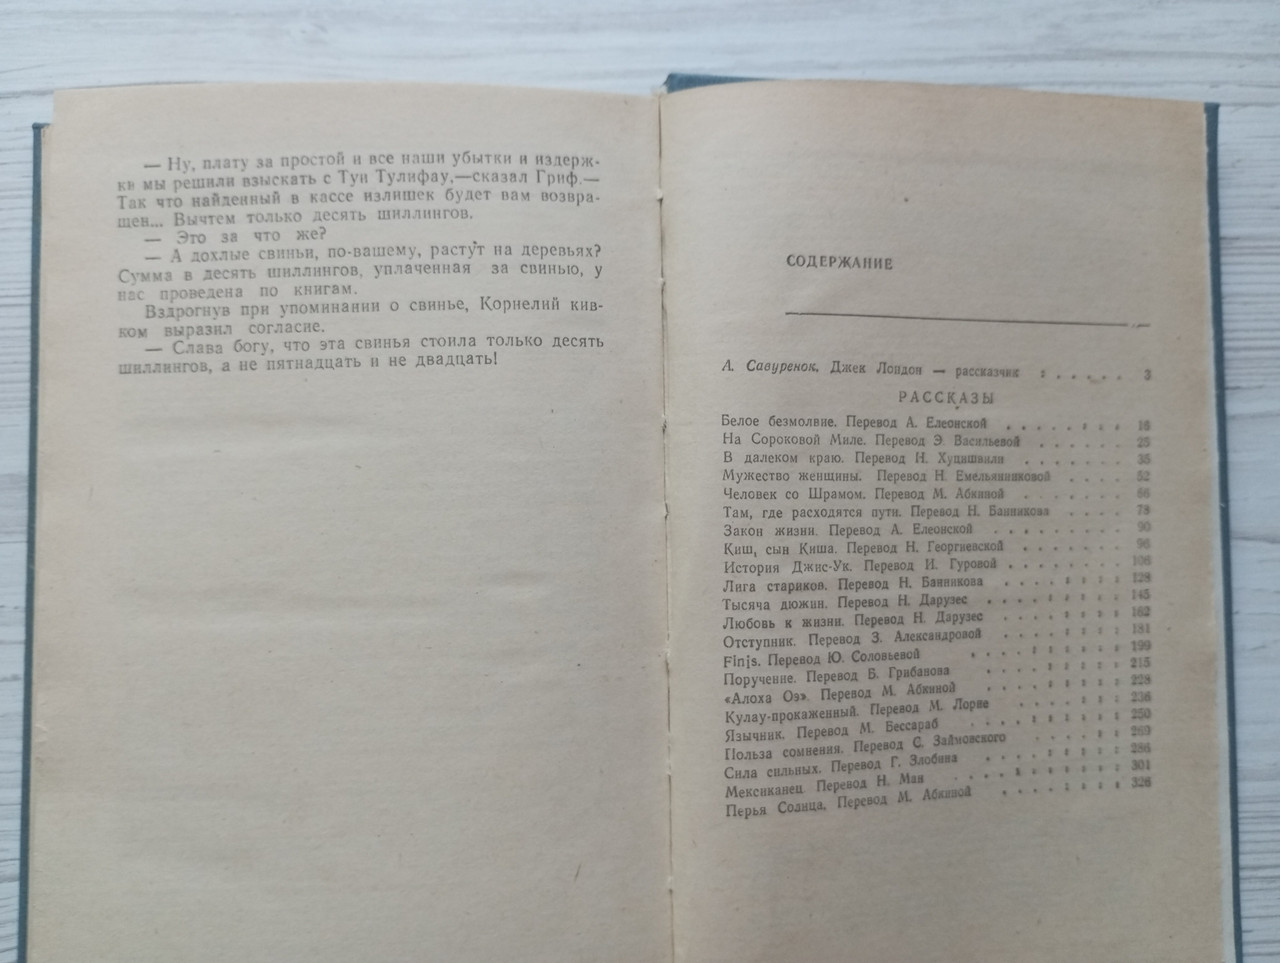 — Ну, плату за простой и все наши убытки и издерж-
ки мы решили взыскать с Туи Тулифау,—сказал Гриф.—
Так что найденный в кассе излишек будет вам возвра-
щен... Вычтем только десять шиллингов.
— Это за что же?
— А дохлые свиньи, по-вашему, растут на деревьях?
Сумма в десять шиллингов, уплаченная за свинью, у
нас проведена по книгам.
Вздрогнув при упоминании о свинье, Корнелий кив-
ком выразил согласие.
— Слава богу, что эта свинья стоила только десять
шиллингов, а не пятнадцать и не двадцать!
СОДЕРЖАНИЕ
А. Савуренок. Джек Лондон — рассказчик : . . . . . 3
РАССКАЗЫ
Белое безмолвие. Перевод А. Елеонской . . . . . . . 16
На Сороковой Миле. Перевод Э. Васильевой . . . . . . 25
В далеком краю. Перевод Н. Хуцишвили . . . . . . 35
Мужество женщины. Перевод Н. Емельянниковой . . . . 52
Человек со Шрамом. Перевод М. Абкиной . . . . . . 66
Там, где расходятся пути. Перевод Н. Банникова . . . . 78
Закон жизни. Перевод А. Елеонской . . . . . . . . 90
Киш, сын Киша. Перевод Н. Георгиевской . . . . . . 96
История Джис-Ук. Перевод И. Гуровой . . . . . . . 106
Лига стариков. Перевод Н. Банникова . . . . . . . 128
Тысяча дюжин. Перевод Н. Дарузес . . . . . . . . 145
Любовь к жизни. Перевод Н. Дарузес . . . . . . . 162
Отступник. Перевод З. Александровой . . . . . . . 181
Finis. Перевод Ю. Соловьевой . . . . . . . . 199
Поручение. Перевод Б. Грибанова . . . . . . . . 215
«Алоха Оэ». Перевод М. Абкиной . . . . . . . . 228
Кулау-прокаженный. Перевод М. Лорие . . . . . . 236
Язычник. Перевод М. Бессараб . . . . . . . . 250
Польза сомнения. Перевод С. Займовского . . . . . 269
Сила сильных. Перевод Г. Злобина . . . . . . . 286
Мексиканец. Перевод Н. Ман . . . . . . . . 301
Перья Солнца. Перевод М. Абкиной . . . . . . . 326